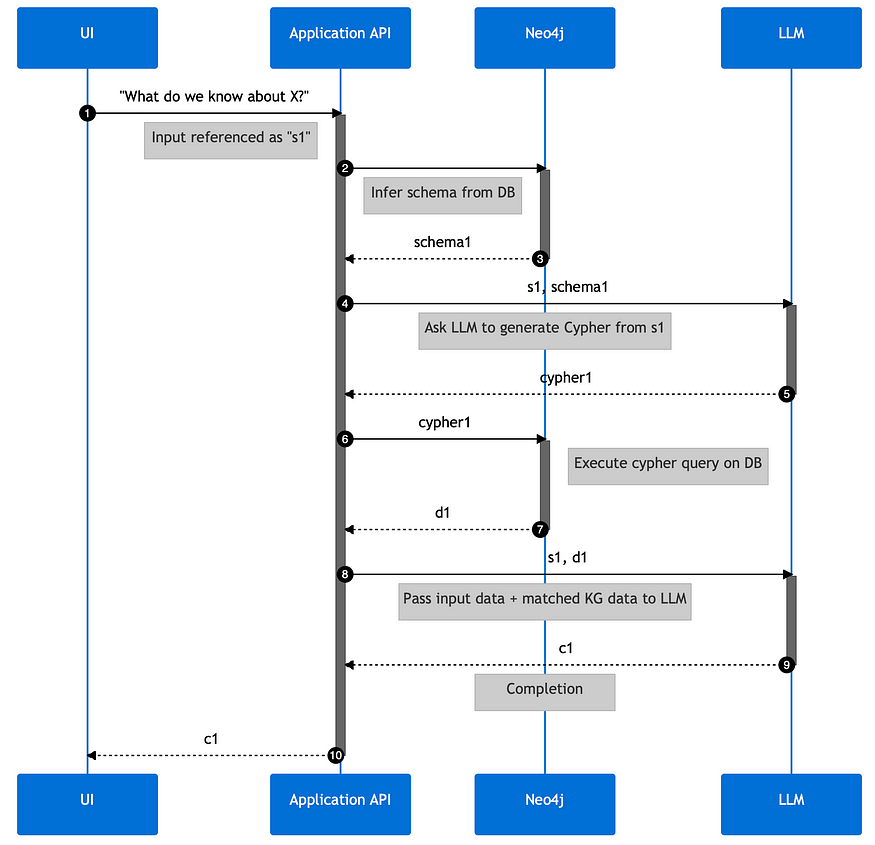 UI
Application API
Neo4j
LLM
"What do we know about X?"
1
Input referenced as "s1"
2
Infer schema from DB
schema1
3
s1, schema1
4
Ask LLM to generate Cypher from s1
cypher1
5
cypher1
6
Execute cypher query on DB
d1
7
s1, d1
8
Pass input data + matched KG data to LLM
c1
9
Completion
c1
10
UI
Application API
Neo4j
LLM